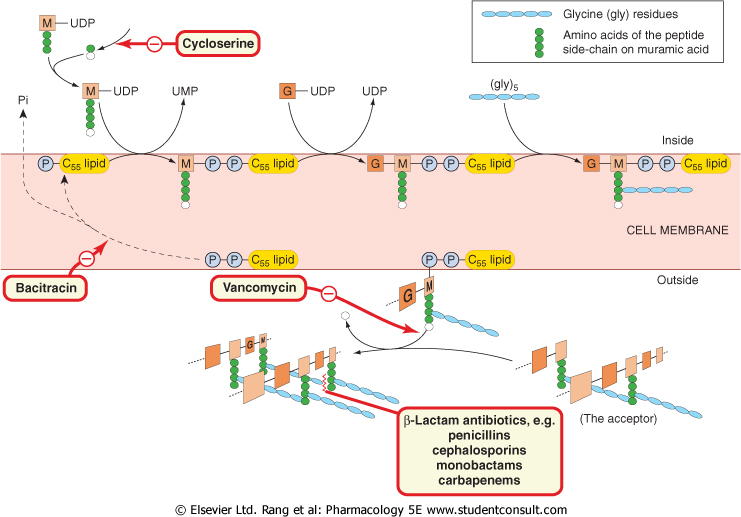 Glycine (gly) residues
Amino acids of the peptide
side-chain on muramic acid
M UDP
Cycloserine
Pi
M UDP
UMP
G UDP
UDP
(gly)5
Inside
P C55 lipid
M P P C55 lipid
G M P P C55 lipid
G M P P C55 lipid
CELL MEMBRANE
P P C55 lipid
P P C55 lipid
Bacitracin
Vancomycin
Outside
G M
G M
(The acceptor)
β-Lactam antibiotics, e.g.
penicillins
cephalosporins
monobactams
carbapenems
© Elsevier Ltd. Rang et al: Pharmacology 5E www.studentconsult.com